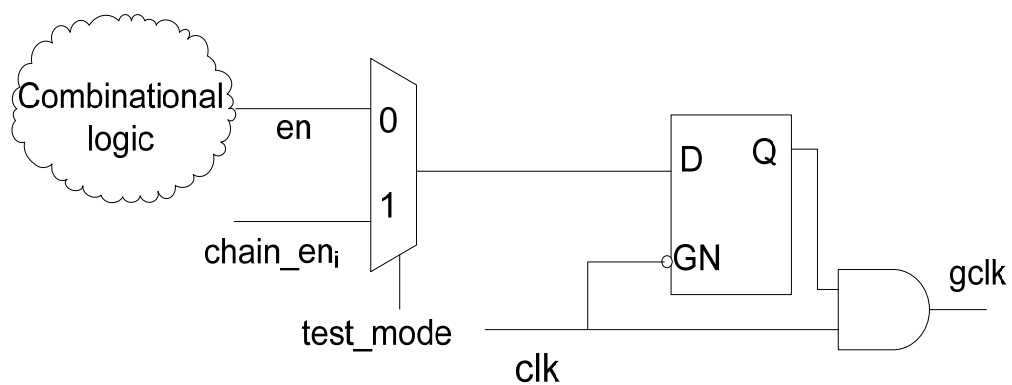 Combinational
logic
en
0
1
chain_enᵢ
test_mode
D
Q
GN
clk
gclk